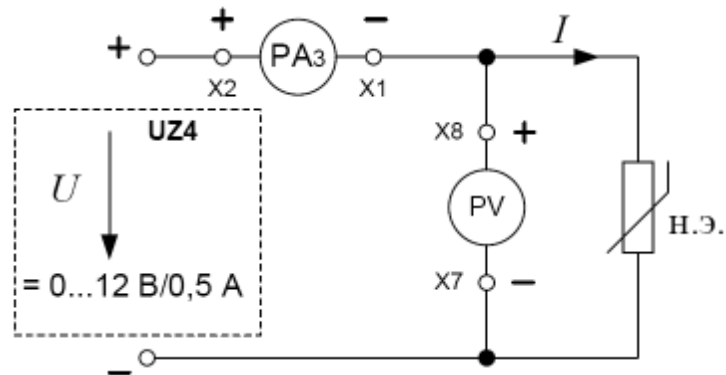 + −
+ PA3 I
X2 X1
UZ4
X8 +
U
PV
н.э.
= 0...12 В/0,5 А
X7 −
−